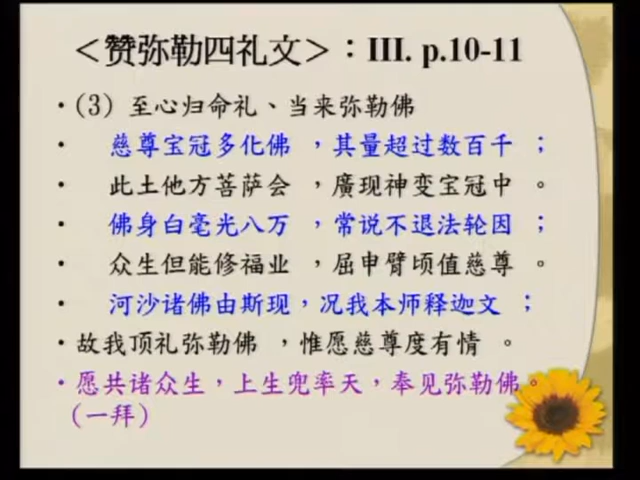 ＜赞弥勒四礼文＞：III. p.10-11
•(3) 至心归命礼、当来弥勒佛
• 慈尊宝冠多化佛 ，其量超过数百千 ；
• 此土他方菩萨会 ，廣现神变宝冠中 。
• 佛身白毫光八万 ，常说不退法轮因 ；
• 众生但能修福业 ，屈申臂顷值慈尊 。
• 河沙诸佛由斯现，况我本师释迦文 ；
•故我顶礼弥勒佛 ，惟愿慈尊度有情 。
•愿共诸众生，上生兜率天，奉见弥勒佛。
(一拜)